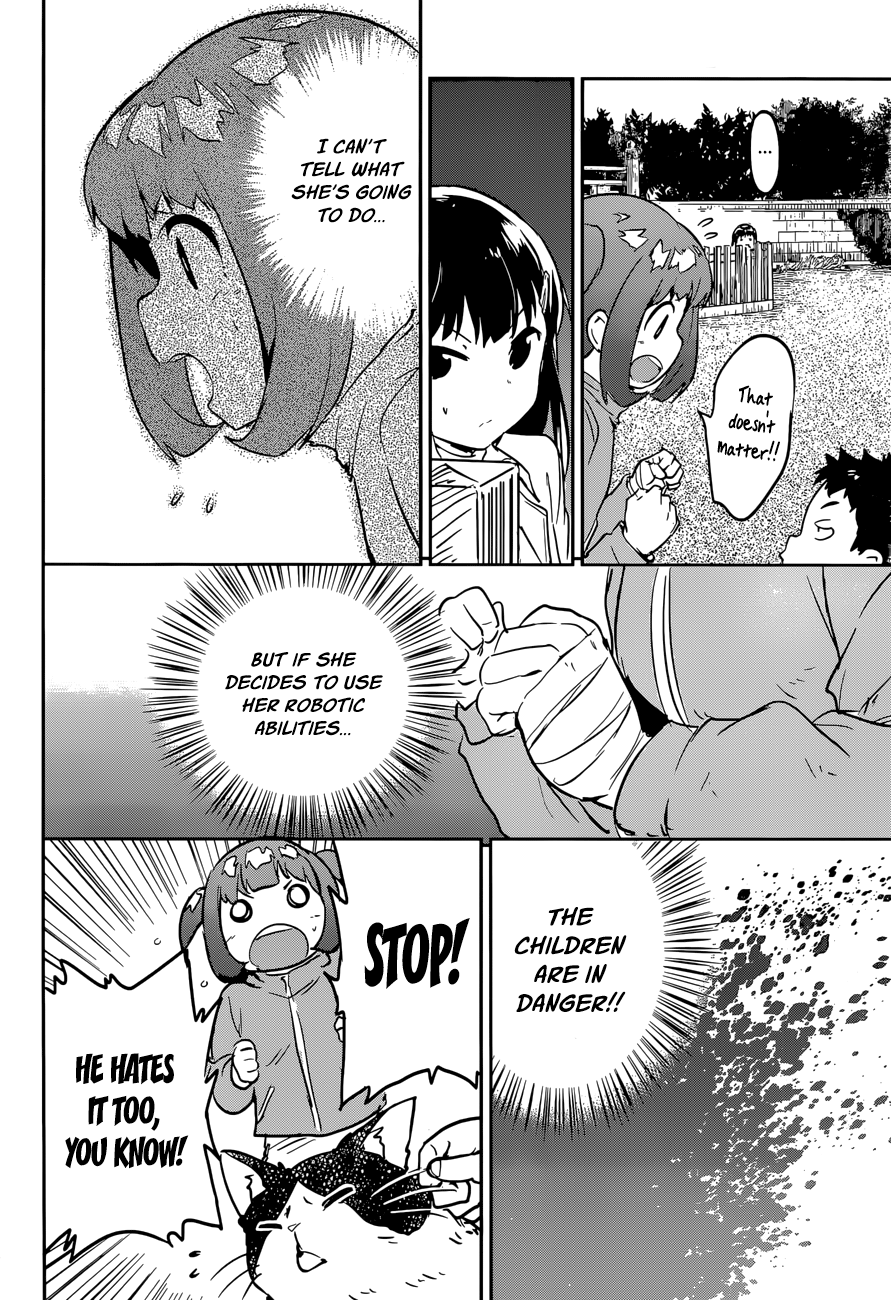 ...
That
doesn't
matter!!
I CAN'T
TELL WHAT
SHE'S GOING
TO DO...
BUT IF SHE
DECIDES TO USE
HER ROBOTIC
ABILITIES...
THE
CHILDREN
ARE IN
DANGER!!
STOP!
HE HATES
IT TOO,
YOU KNOW!